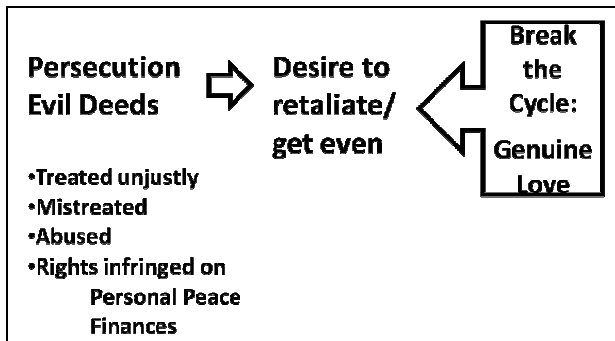 Persecution
Evil Deeds
•Treated unjustly
•Mistreated
•Abused
•Rights infringed on
Personal Peace
Finances
Desire to
retaliate/
get even
Break
the
Cycle:
Genuine
Love